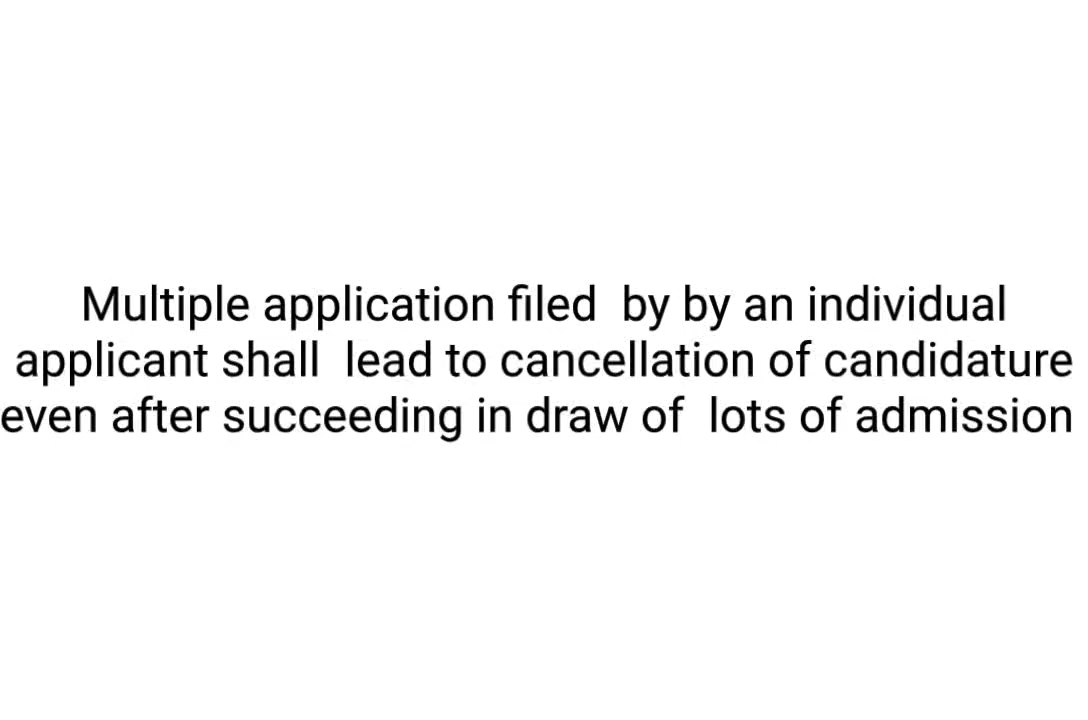 Multiple application filed by by an individual
applicant shall lead to cancellation of candidature
even after succeeding in draw of lots of admission